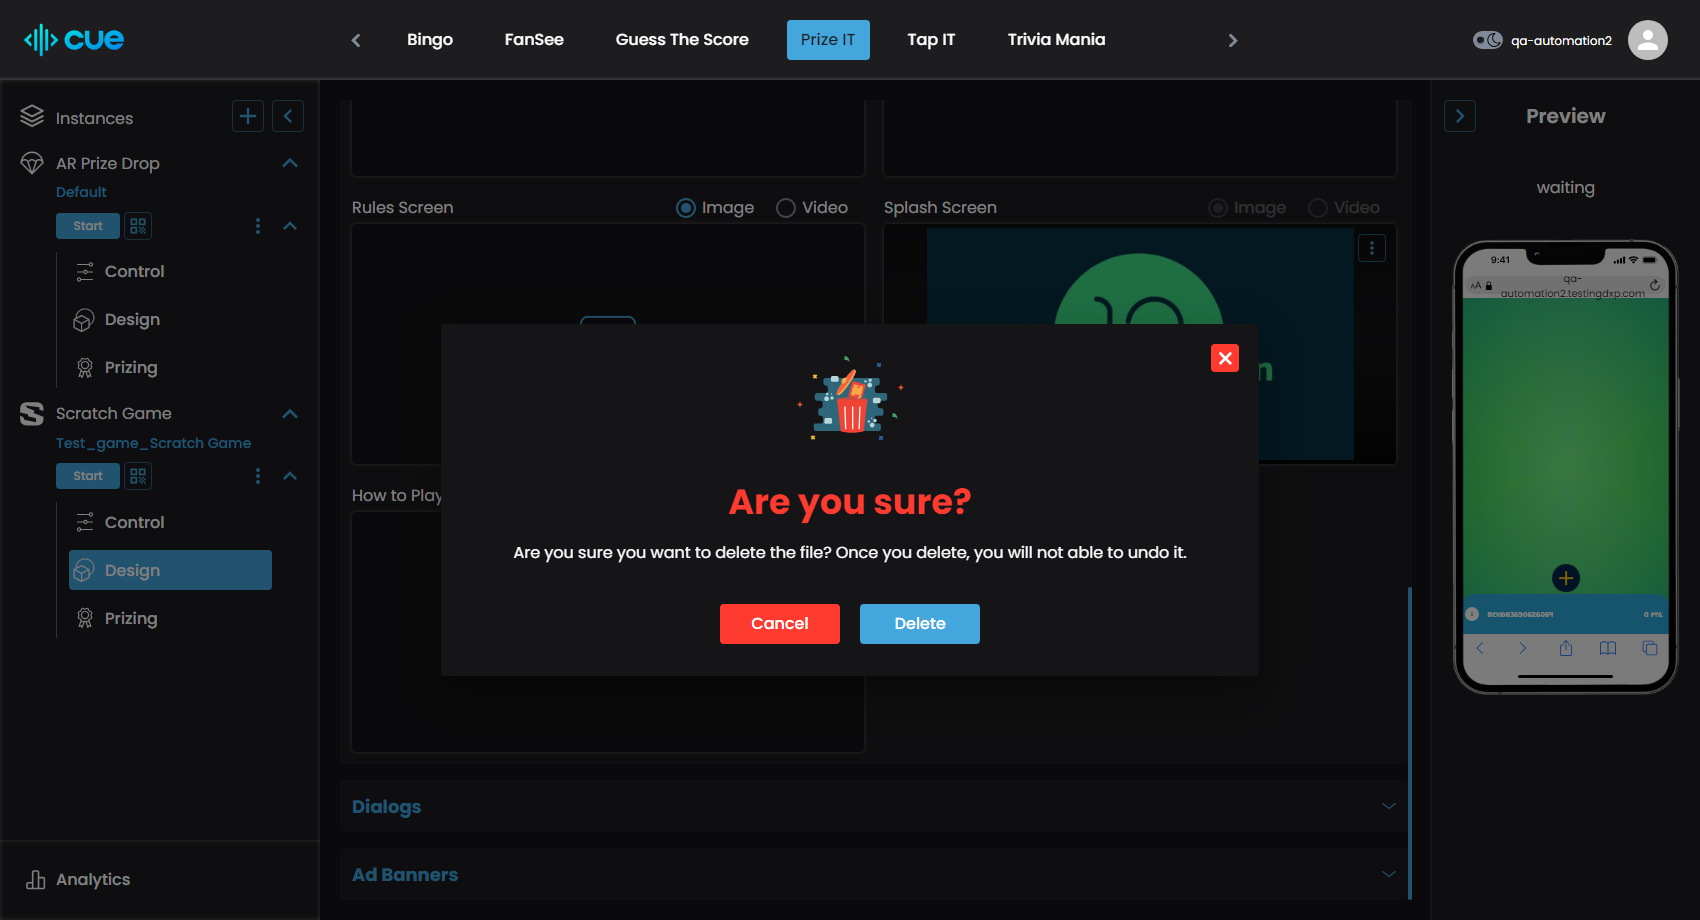 cue
Bingo
FanSee
Guess The Score
Prize IT
Tap IT
Trivia Mania
qa-automation2
Instances
AR Prize Drop
Default
Start
Control
Design
Prizing
Scratch Game
Test_game_Scratch Game
Start
Control
Design
Prizing
Analytics
Rules Screen
Image
Video
Splash Screen
Image
Video
How to Play
Are you sure?
Are you sure you want to delete the file? Once you delete, you will not able to undo it.
Cancel
Delete
Dialogs
Ad Banners
Preview
waiting
9:41
AA
qa-
automation2.testingdxp.com
0 PTS.